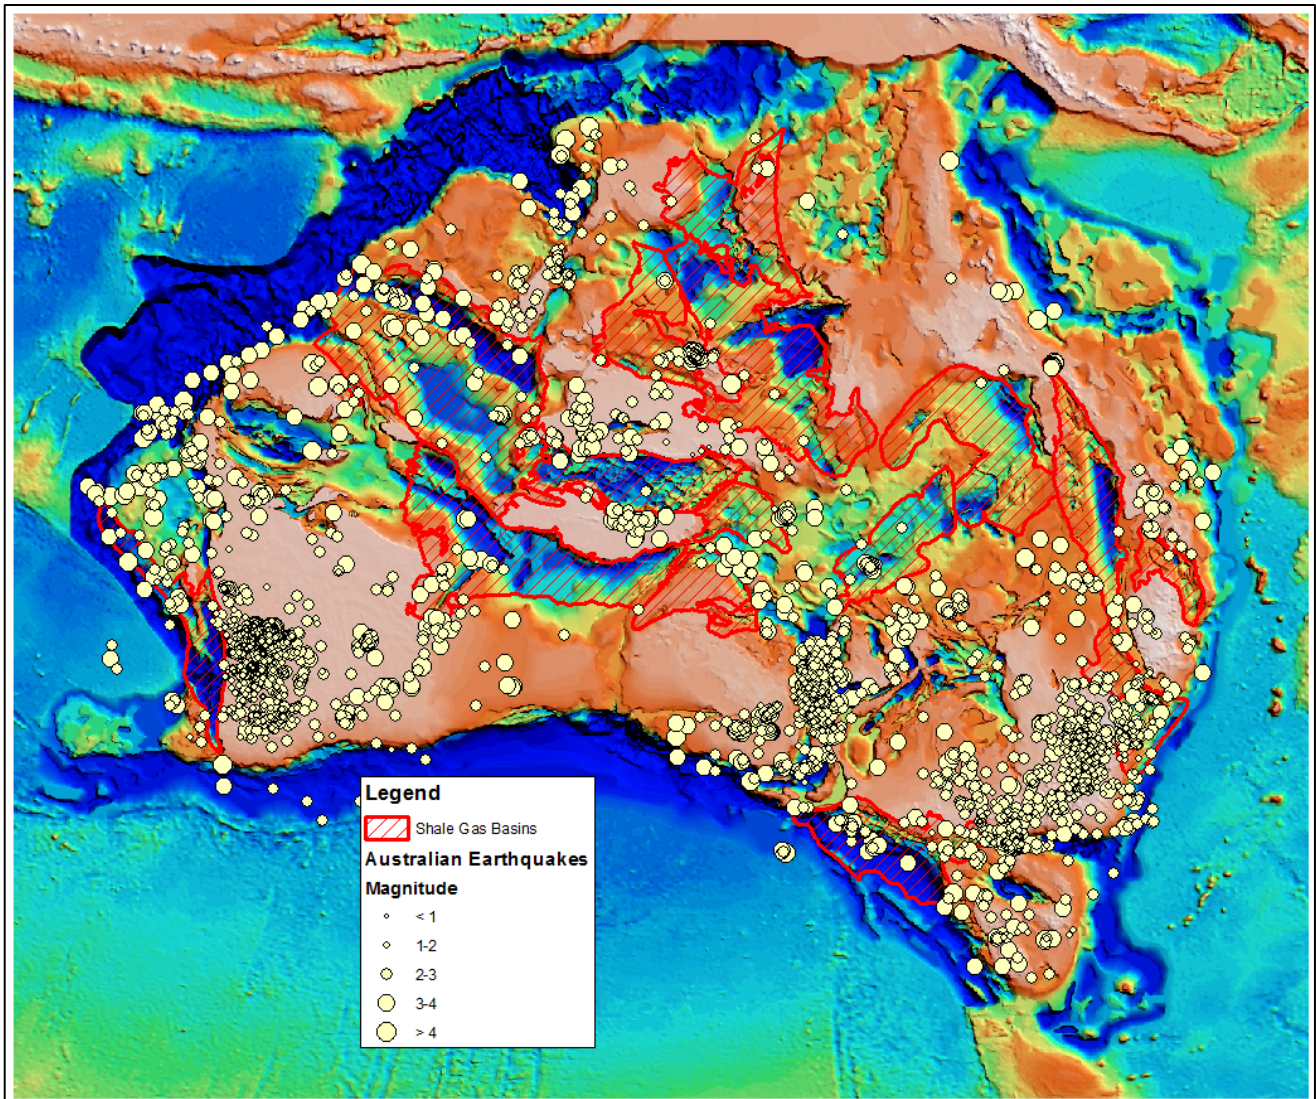 Legend
Shale Gas Basins
Australian Earthquakes
Magnitude
< 1
1-2
2-3
3-4
> 4